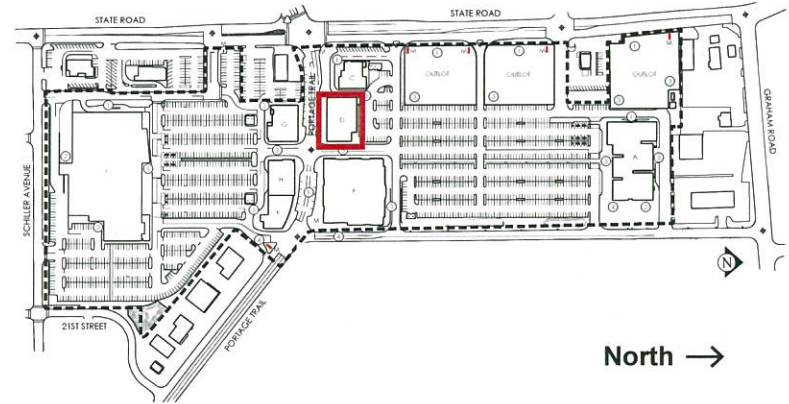 STATE ROAD
STATE ROAD
PORTAGE TRAIL
SCHILLER AVENUE
GRAHAM ROAD
C
OUTLOT
OUTLOT
OUTLOT
G
D
A
H
F
21ST STREET
PORTAGE TRAIL
N
North